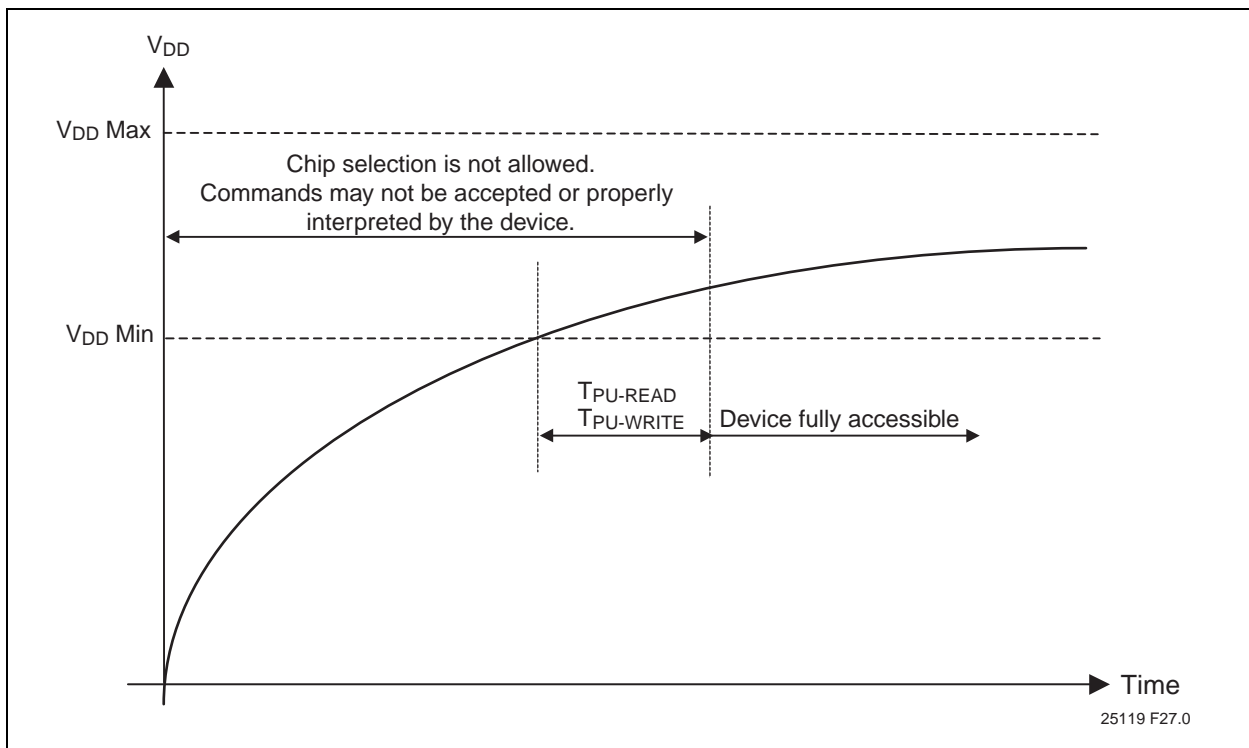 VDD
VDD Max
Chip selection is not allowed.
Commands may not be accepted or properly
interpreted by the device.
VDD Min
TPU-READ
TPU-WRITE
Device fully accessible
Time
25119 F27.0